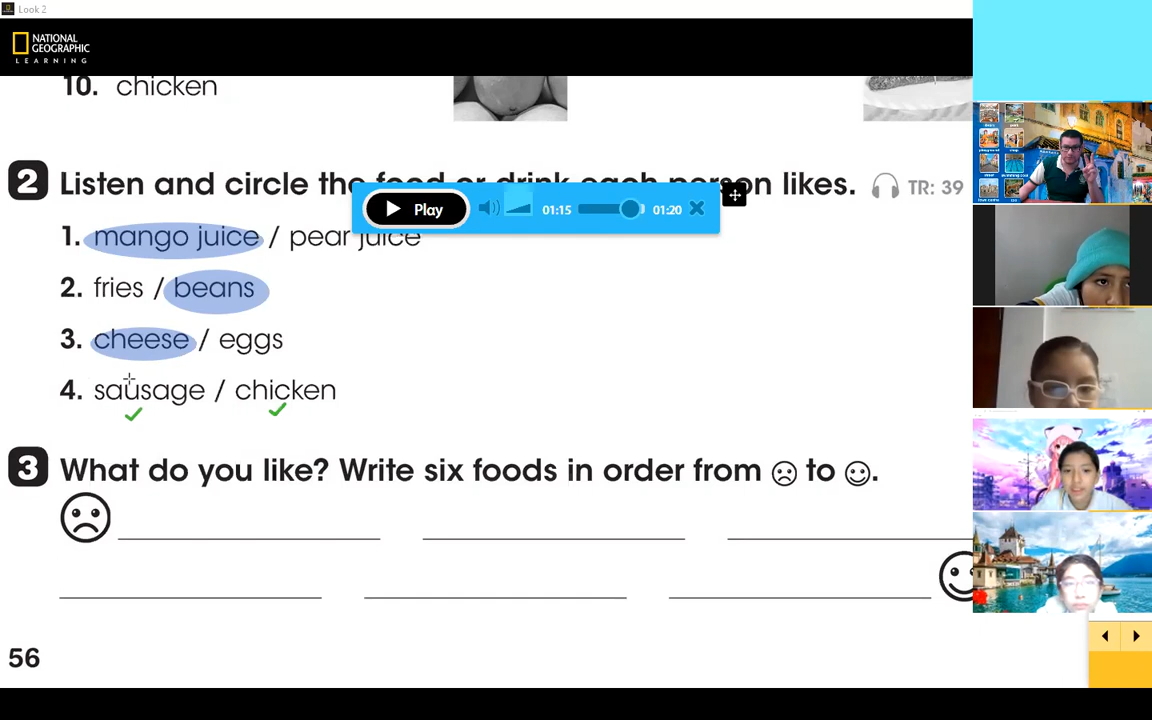 Look 2
NATIONAL
GEOGRAPHIC
LEARNING
10. chicken
2 Listen and circle the food or drink each person likes. TR: 39
Play 01:15 01:20
1. mango juice / pear juice
2. fries / beans
3. cheese / eggs
4. sausage / chicken
3 What do you like? Write six foods in order from to .
56